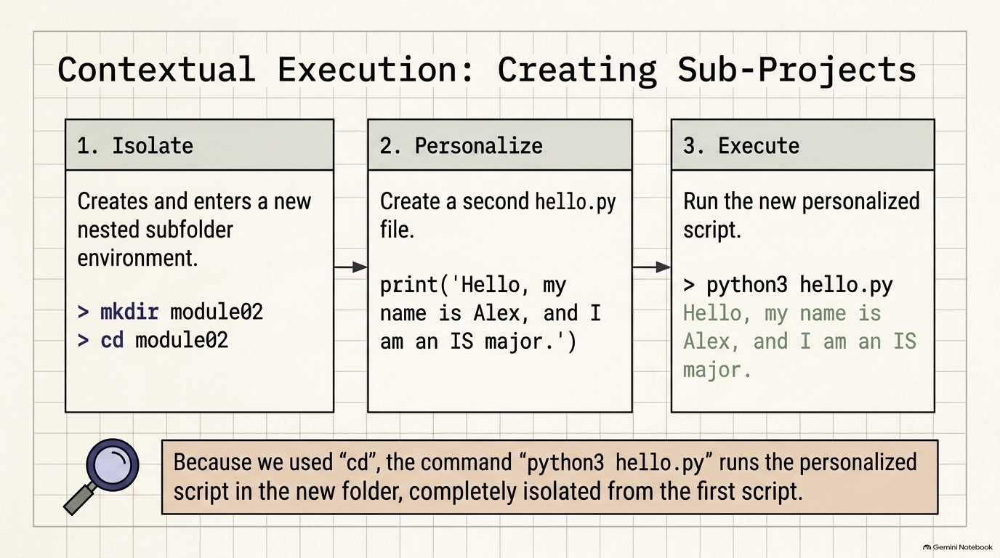 Contextual Execution: Creating Sub-Projects
1. Isolate
Creates and enters a new
nested subfolder
environment.
> mkdir module02
> cd module02
2. Personalize
Create a second hello.py
file.
print('Hello, my
name is Alex, and I
am an IS major.')
3. Execute
Run the new personalized
script.
> python3 hello.py
Hello, my name is
Alex, and I am an IS
major.
Because we used “cd”, the command “python3 hello.py” runs the personalized
script in the new folder, completely isolated from the first script.
Gemini Notebook